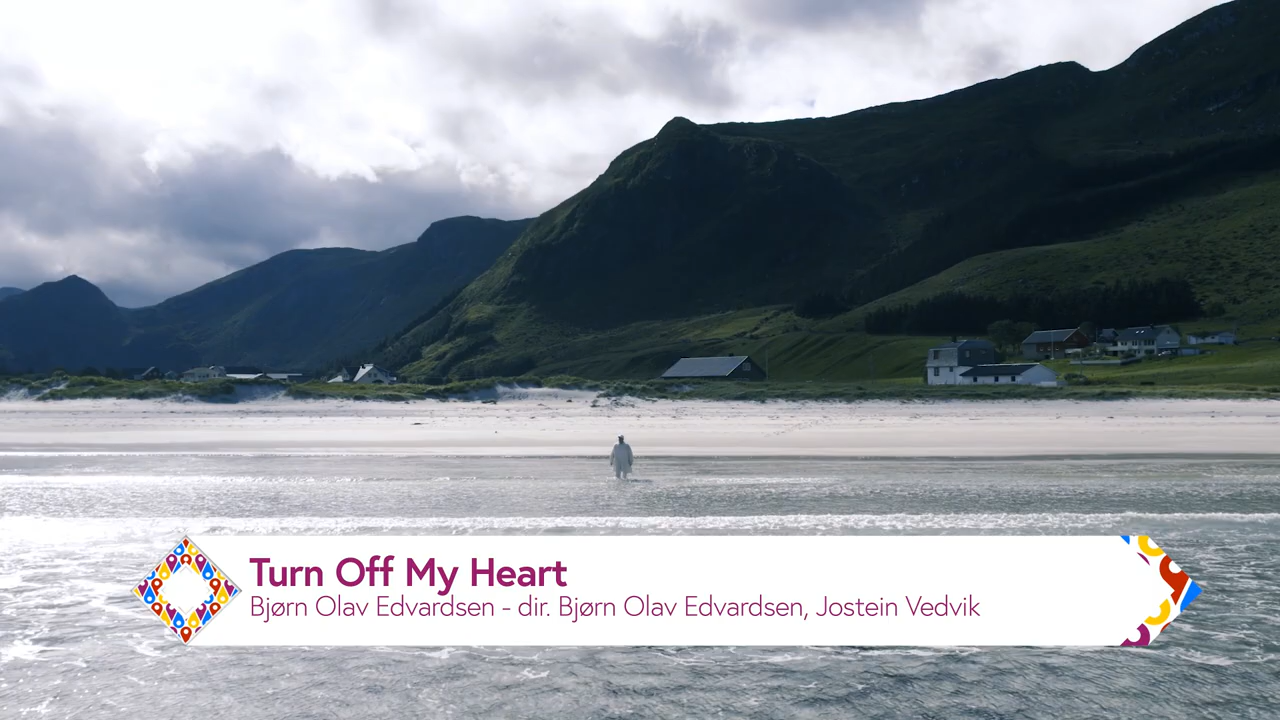 Turn Off My Heart
Bjørn Olav Edvardsen - dir. Bjørn Olav Edvardsen, Jostein Vedvik